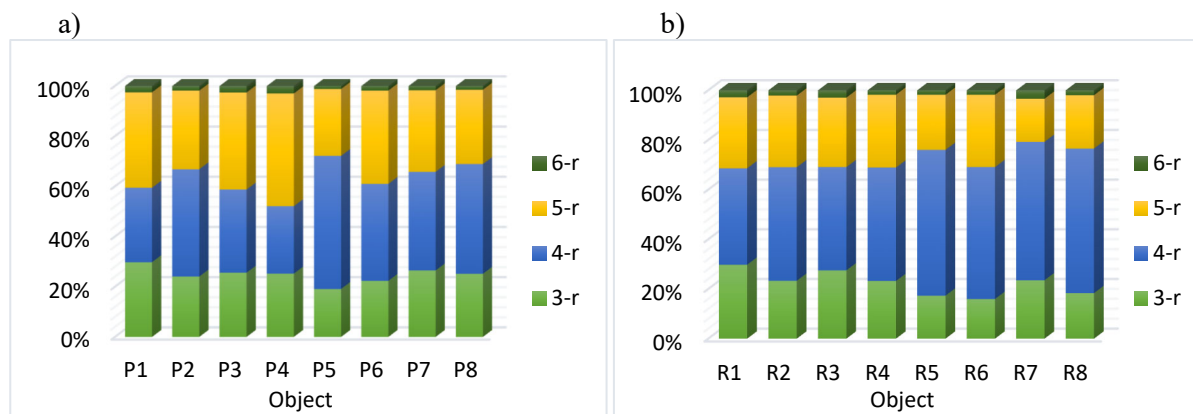 a)
100%
80%
60%
40%
20%
0%
P1 P2 P3 P4 P5 P6 P7 P8
Object
6-r
5-r
4-r
3-r
b)
100%
80%
60%
40%
20%
0%
R1 R2 R3 R4 R5 R6 R7 R8
Object
6-r
5-r
4-r
3-r